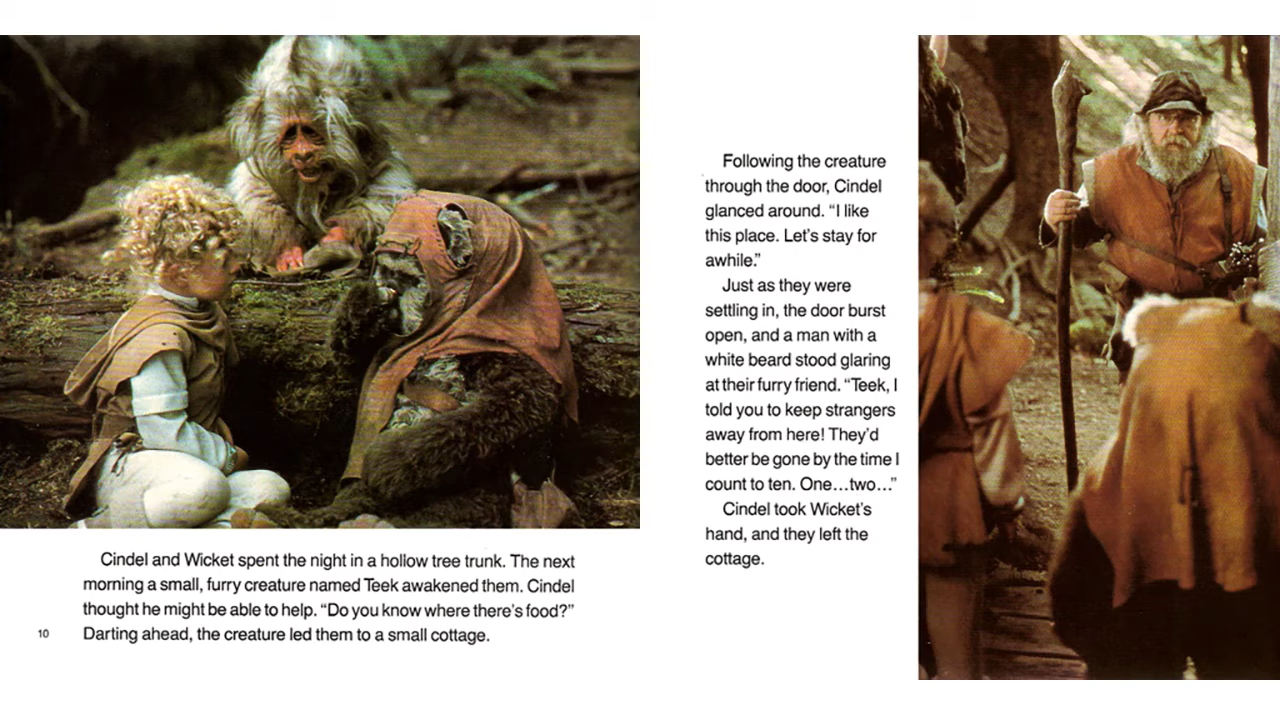 Cindel and Wicket spent the night in a hollow tree trunk. The next
morning a small, furry creature named Teek awakened them. Cindel
thought he might be able to help. “Do you know where there’s food?”
Darting ahead, the creature led them to a small cottage.
10
Following the creature
through the door, Cindel
glanced around. “I like
this place. Let’s stay for
awhile.”
Just as they were
settling in, the door burst
open, and a man with a
white beard stood glaring
at their furry friend. “Teek, I
told you to keep strangers
away from here! They’d
better be gone by the time I
count to ten. One...two...”
Cindel took Wicket’s
hand, and they left the
cottage.